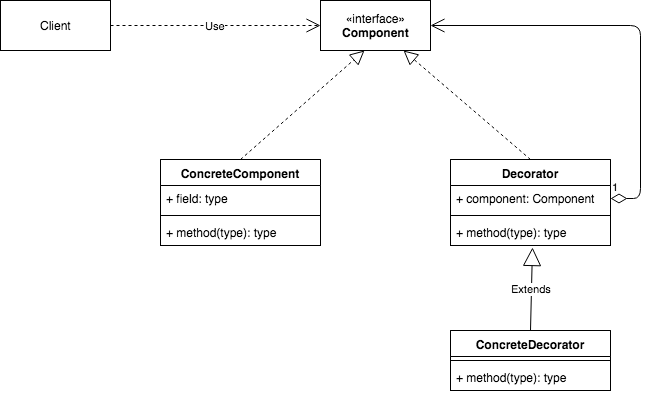 Client
Use
«interface»
Component
ConcreteComponent
+ field: type
+ method(type): type
Decorator
1
+ component: Component
+ method(type): type
Extends
ConcreteDecorator
+ method(type): type